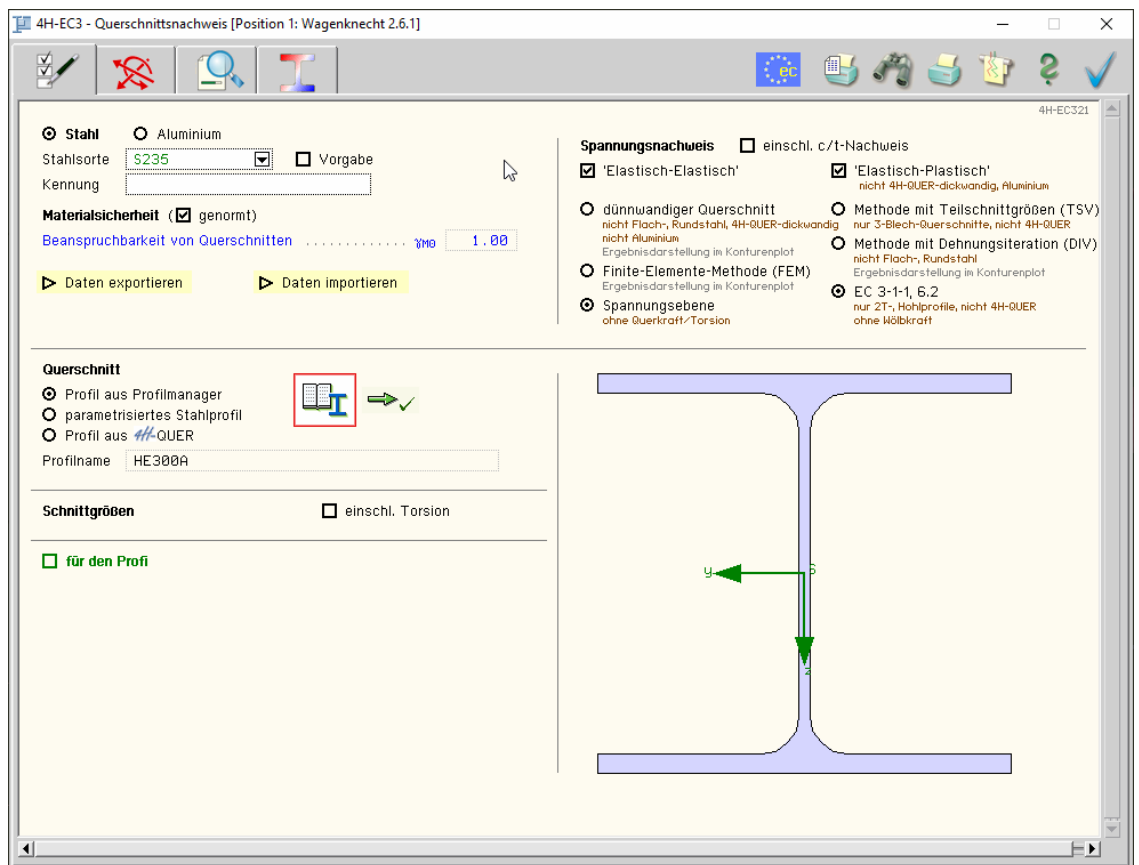 4H-EC3 - Querschnittsnachweis [Position 1: Wagenknecht 2.6.1]
ec
4H-EC321
Stahl Aluminium
Stahlsorte S235 Vorgabe
Kennung
Materialsicherheit ( genormt)
Beanspruchbarkeit von Querschnitten ............. γM0 1.00
Daten exportieren Daten importieren
Spannungsnachweis einschl. c/t-Nachweis
'Elastisch-Elastisch'
dünnwandiger Querschnitt
nicht Flach-, Rundstahl, 4H-QUER-dickwandig
nicht Aluminium
Ergebnisdarstellung im Konturenplot
Finite-Elemente-Methode (FEM)
Ergebnisdarstellung im Konturenplot
Spannungsebene
ohne Querkraft/Torsion
'Elastisch-Plastisch'
nicht 4H-QUER-dickwandig, Aluminium
Methode mit Teilschnittgrößen (TSV)
nur 3-Blech-Querschnitte, nicht 4H-QUER
Methode mit Dehnungsiteration (DIV)
nicht Flach-, Rundstahl
Ergebnisdarstellung im Konturenplot
EC 3-1-1, 6.2
nur 2T-, Hohlprofile, nicht 4H-QUER
ohne Wölbkraft
Querschnitt
Profil aus Profilmanager
parametrisiertes Stahlprofil
Profil aus 4H-QUER
Profilname HE300A
Schnittgrößen einschl. Torsion
für den Profi
y S
z